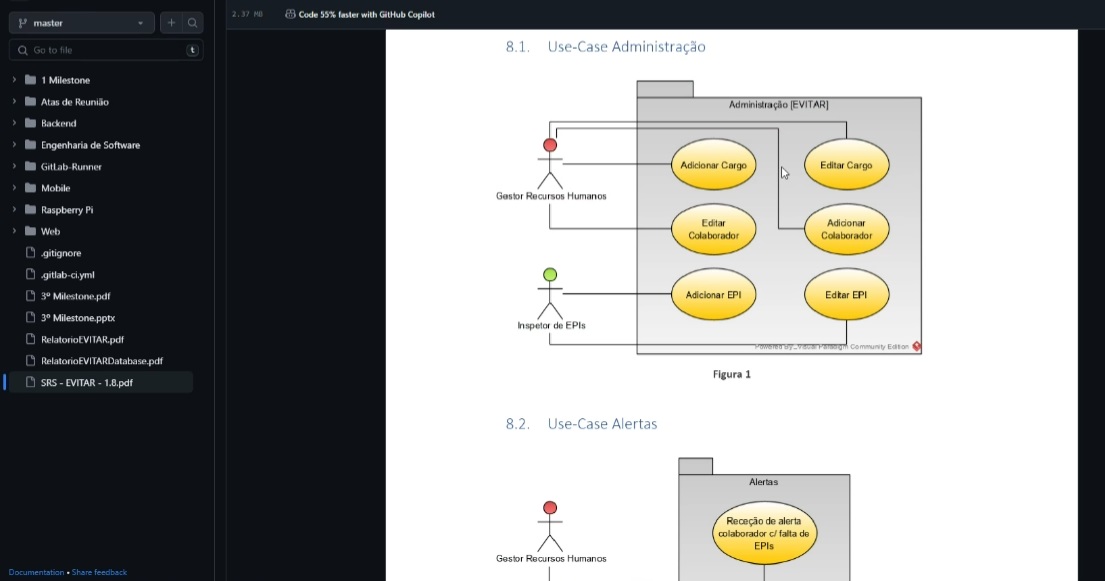 master
Go to file
t
1 Milestone
Atas de Reunião
Backend
Engenharia de Software
GitLab-Runner
Mobile
Raspberry Pi
Web
.gitignore
.gitlab-ci.yml
3º Milestone.pdf
3º Milestone.pptx
RelatorioEVITAR.pdf
RelatorioEVITARDatabase.pdf
SRS - EVITAR - 1.8.pdf
Documentation • Share feedback
2.37 MB
Code 55% faster with GitHub Copilot
8.1. Use-Case Administração
Administração [EVITAR]
Adicionar Cargo
Editar Cargo
Gestor Recursos Humanos
Editar
Colaborador
Adicionar
Colaborador
Adicionar EPI
Editar EPI
Inspetor de EPIs
Powered By Visual Paradigm Community Edition
Figura 1
8.2. Use-Case Alertas
Alertas
Receção de alerta
colaborador c/ falta de
EPIs
Gestor Recursos Humanos